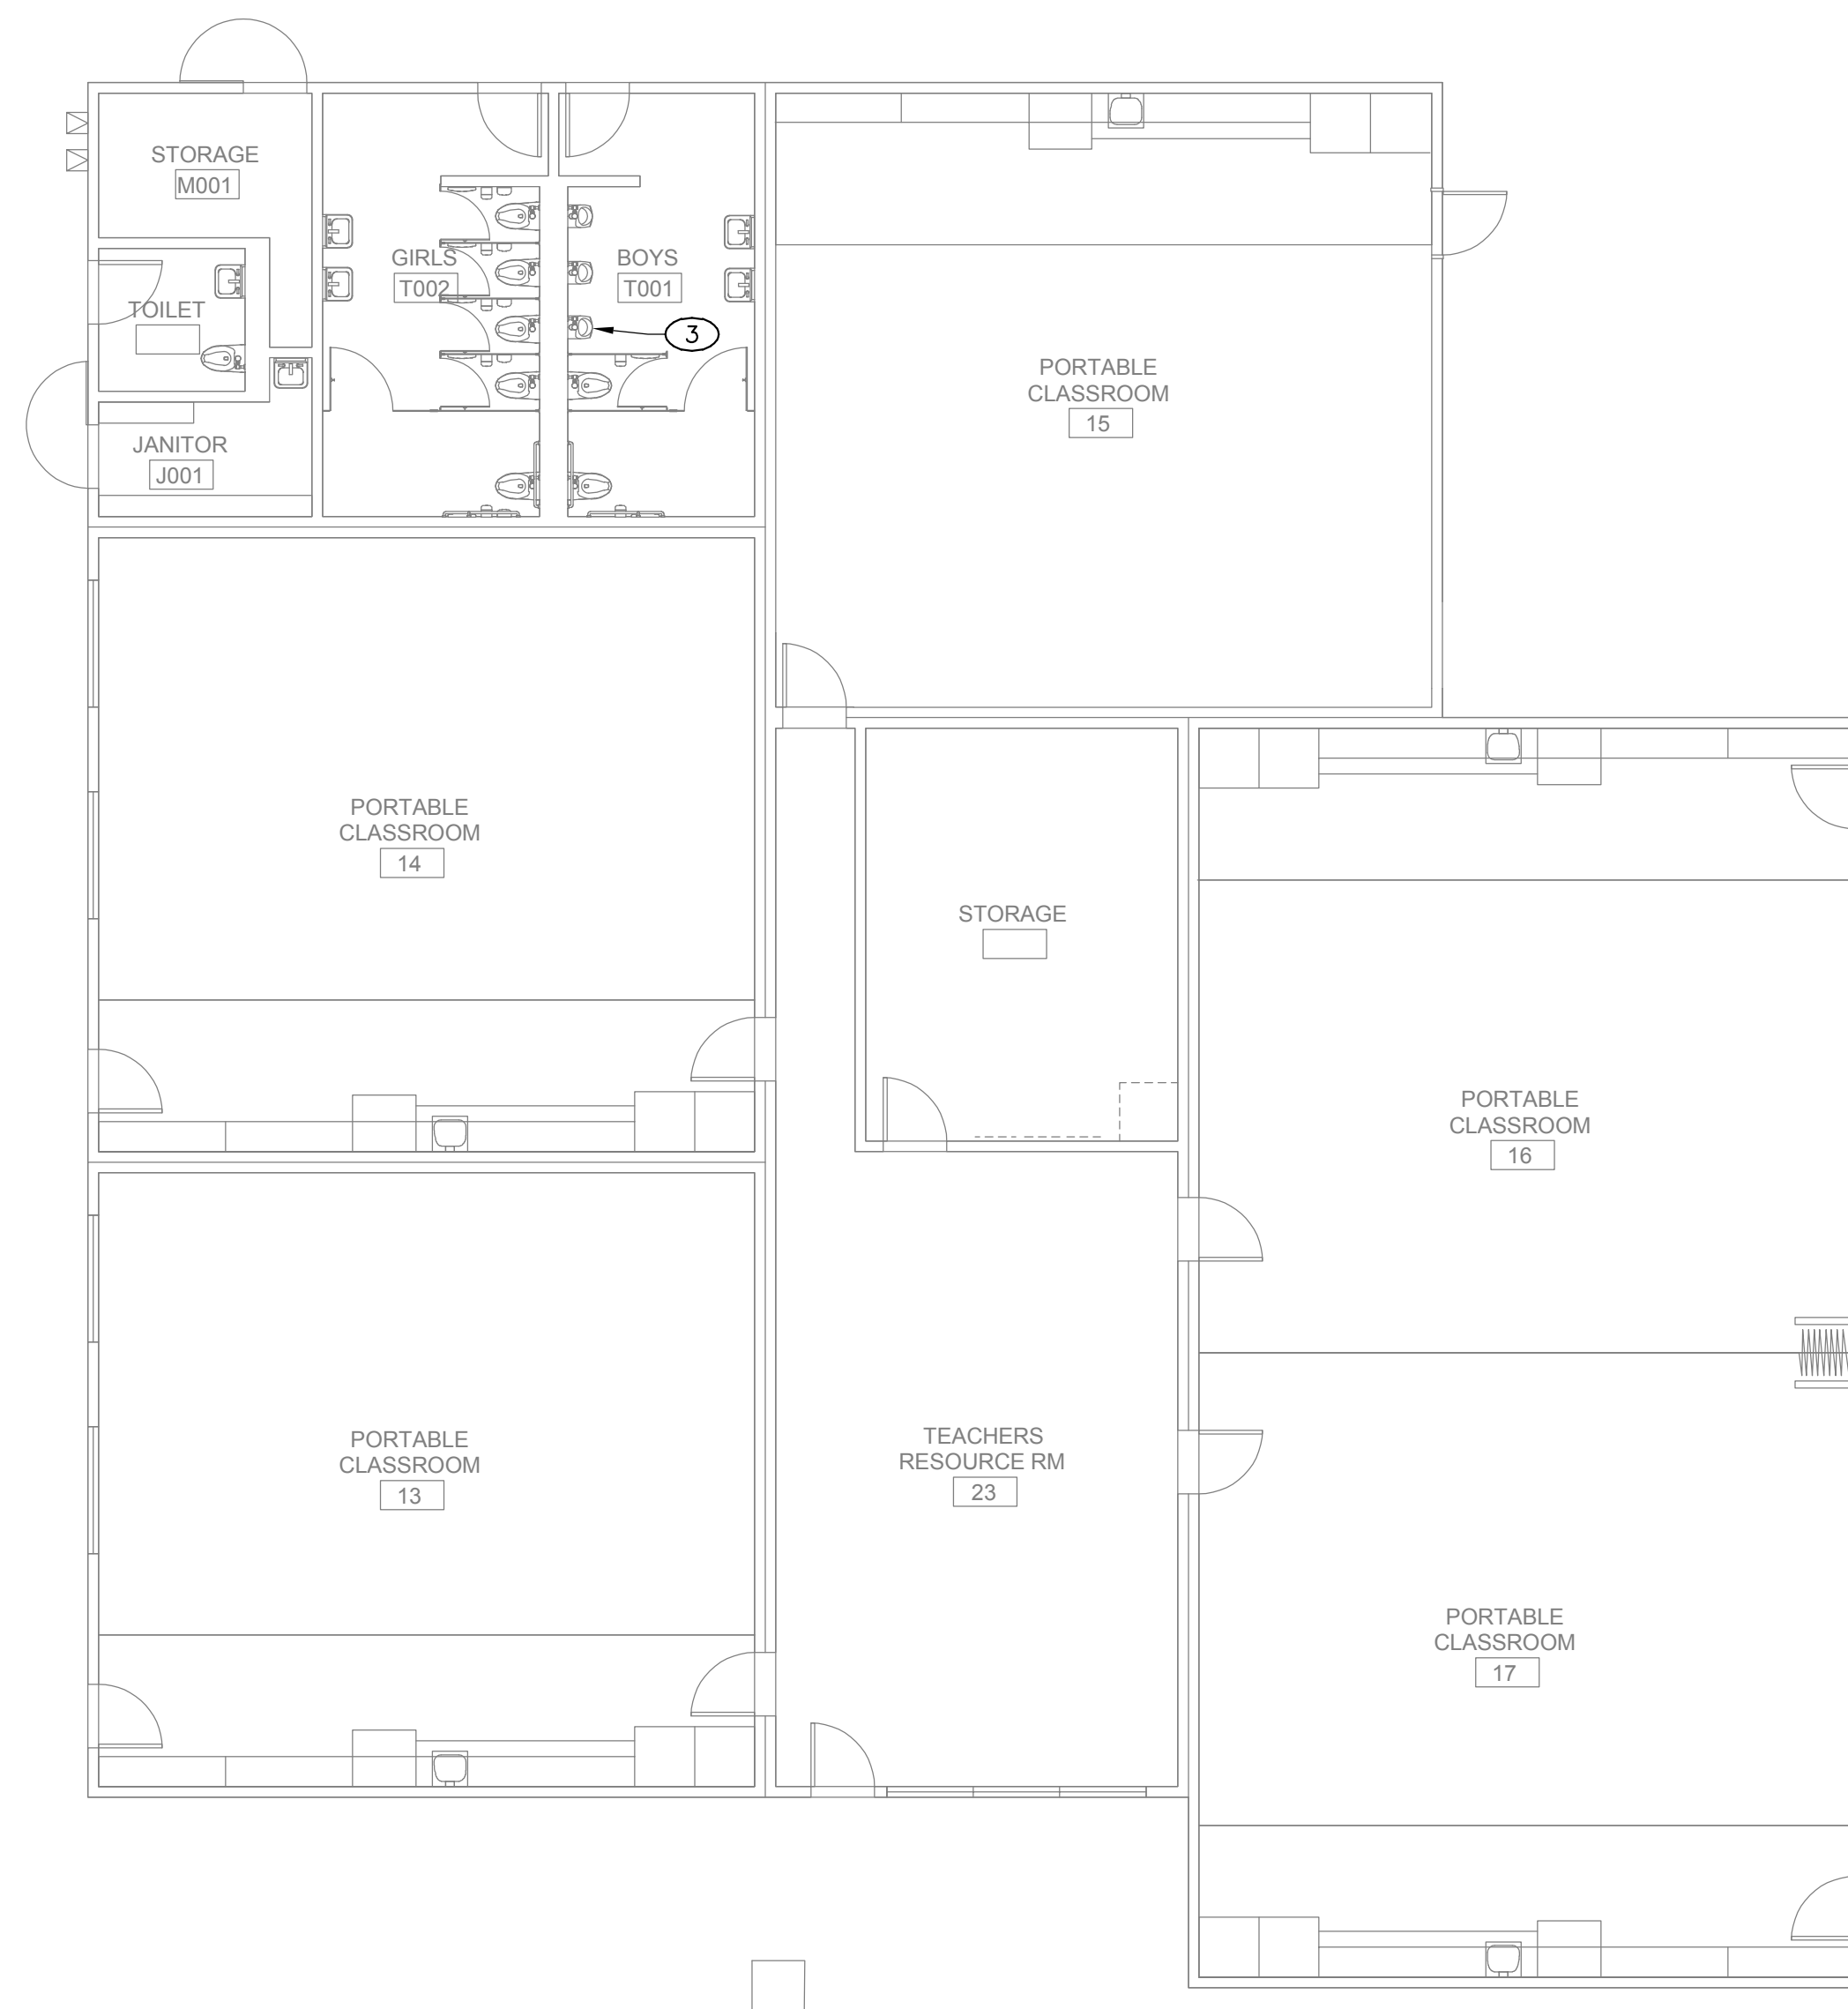 STORAGE
M001
GIRLS
T002
BOYS
T001
TOILET
3
JANITOR
J001
PORTABLE
CLASSROOM
15
PORTABLE
CLASSROOM
14
STORAGE
PORTABLE
CLASSROOM
16
PORTABLE
CLASSROOM
13
TEACHERS
RESOURCE RM
23
PORTABLE
CLASSROOM
17